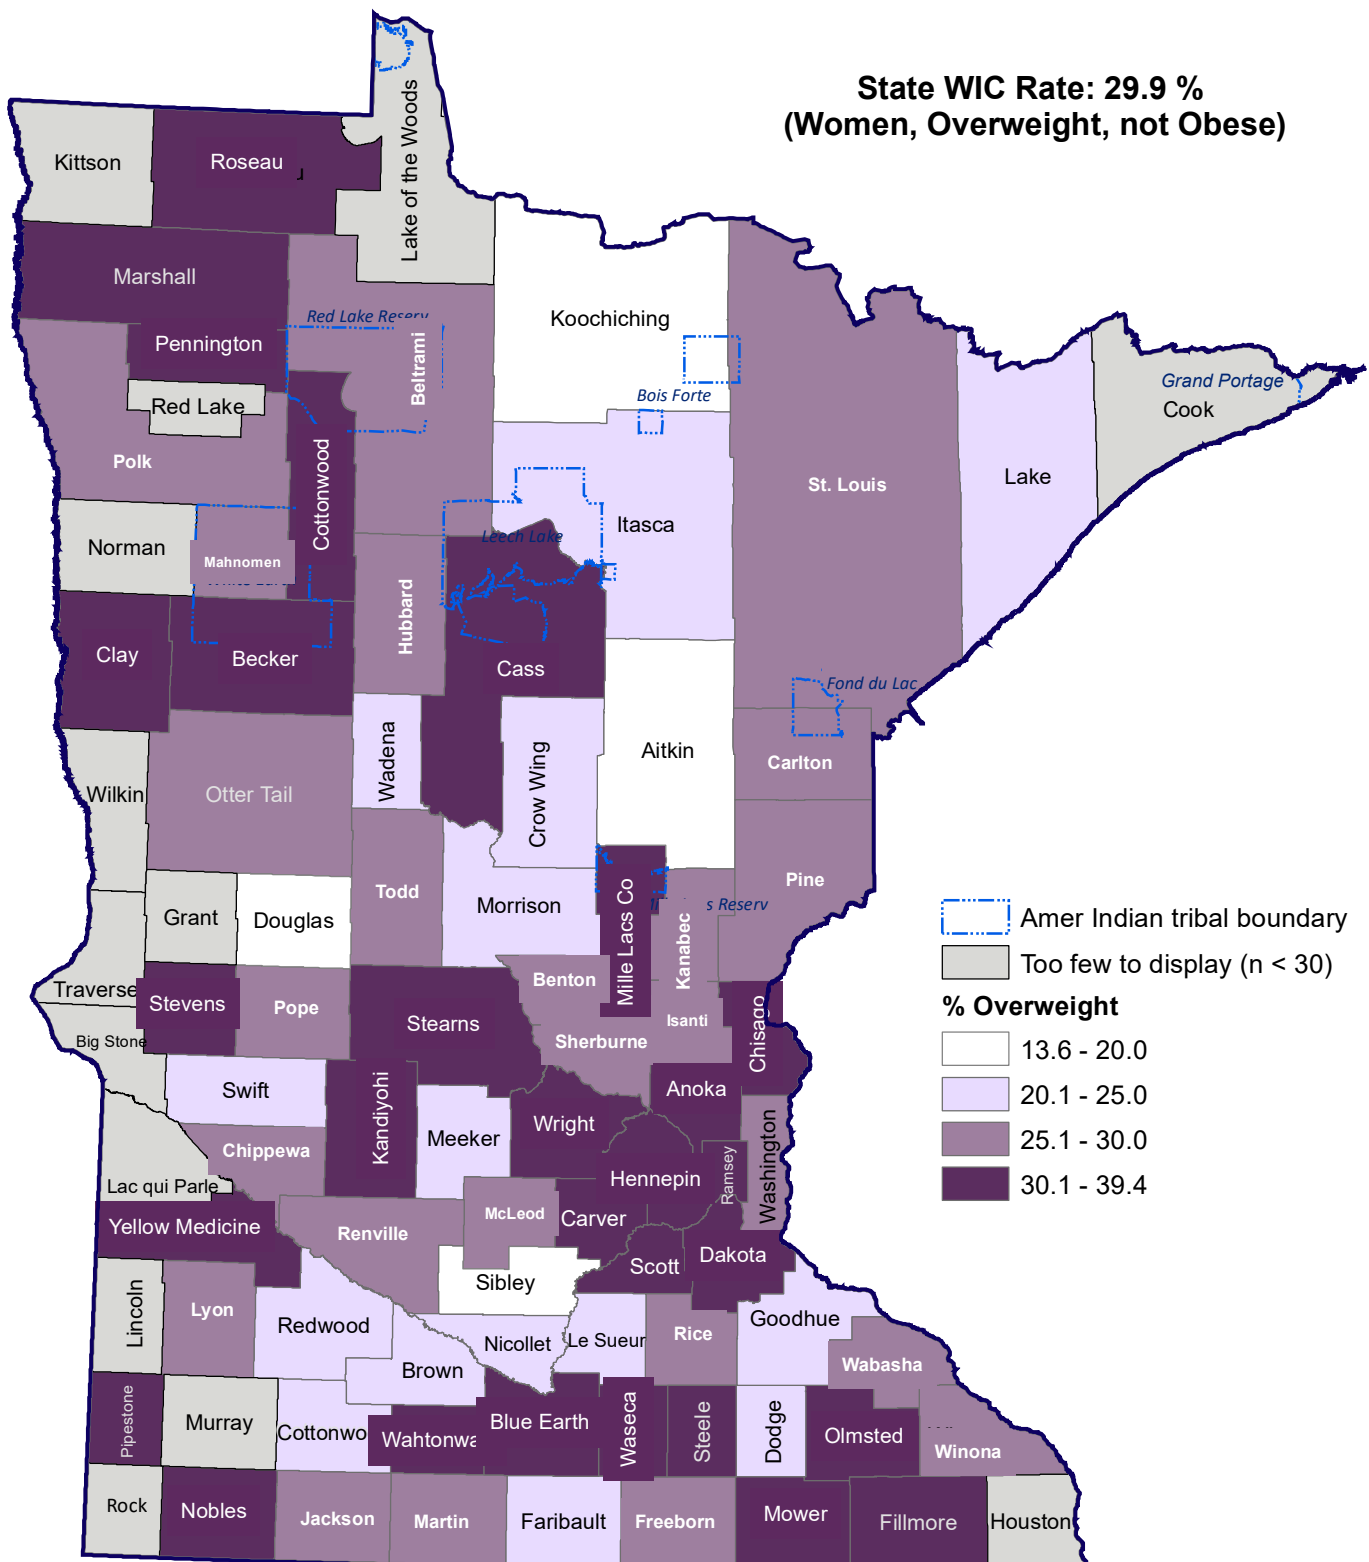 State WIC Rate: 29.9 %
(Women, Overweight, not Obese)
Kittson
Roseau
Lake of the Woods
Marshall
Koochiching
Red Lake Reserv
Pennington
Beltrami
Bois Forte
Grand Portage
Cook
Red Lake
Polk
Cottonwood
St. Louis
Lake
Itasca
Leech Lake
Norman
Mahnomen
Hubbard
Clay
Becker
Cass
Fond du Lac
Wadena
Crow Wing
Aitkin
Carlton
Wilkin
Otter Tail
Todd
Pine
Morrison
Mille Lacs Co
s Reserv
Kanabec
Grant
Douglas
Amer Indian tribal boundary
Too few to display (n < 30)
% Overweight
13.6 - 20.0
20.1 - 25.0
25.1 - 30.0
30.1 - 39.4
Traverse
Stevens
Pope
Benton
Stearns
Isanti
Chisago
Big Stone
Sherburne
Swift
Kandiyohi
Anoka
Meeker
Wright
Chippewa
Washington
Lac qui Parle
Hennepin
Ramsey
Yellow Medicine
Renville
McLeod
Carver
Scott
Dakota
Lincoln
Lyon
Sibley
Redwood
Nicollet
Le Sueur
Rice
Goodhue
Brown
Wabasha
Pipestone
Murray
Cottonwo
Wahtonwa
Blue Earth
Waseca
Steele
Dodge
Olmsted
Winona
Rock
Nobles
Jackson
Martin
Faribault
Freeborn
Mower
Fillmore
Houston